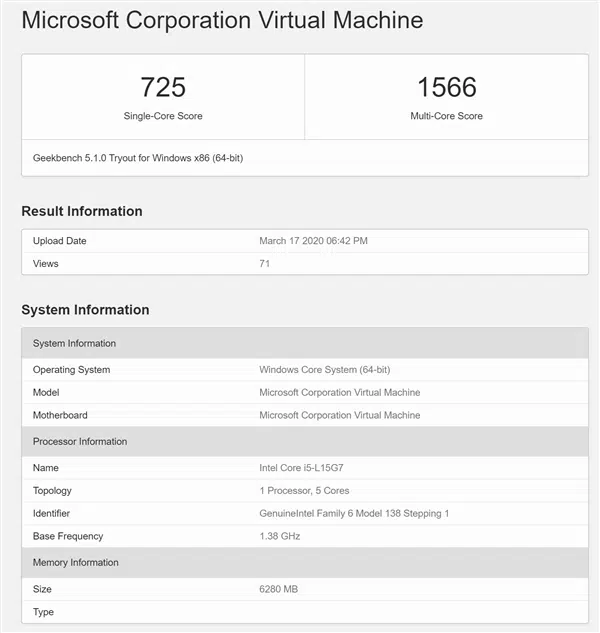 Microsoft Corporation Virtual Machine
725 1566
Single-Core Score Multi-Core Score
Geekbench 5.1.0 Tryout for Windows x86 (64-bit)
Result Information
Upload Date March 17 2020 06:42 PM
Views 71
System Information
System Information
Operating System Windows Core System (64-bit)
Model Microsoft Corporation Virtual Machine
Motherboard Microsoft Corporation Virtual Machine
Processor Information
Name Intel Core i5-L15G7
Topology 1 Processor, 5 Cores
Identifier GenuineIntel Family 6 Model 138 Stepping 1
Base Frequency 1.38 GHz
Memory Information
Size 6280 MB
Type